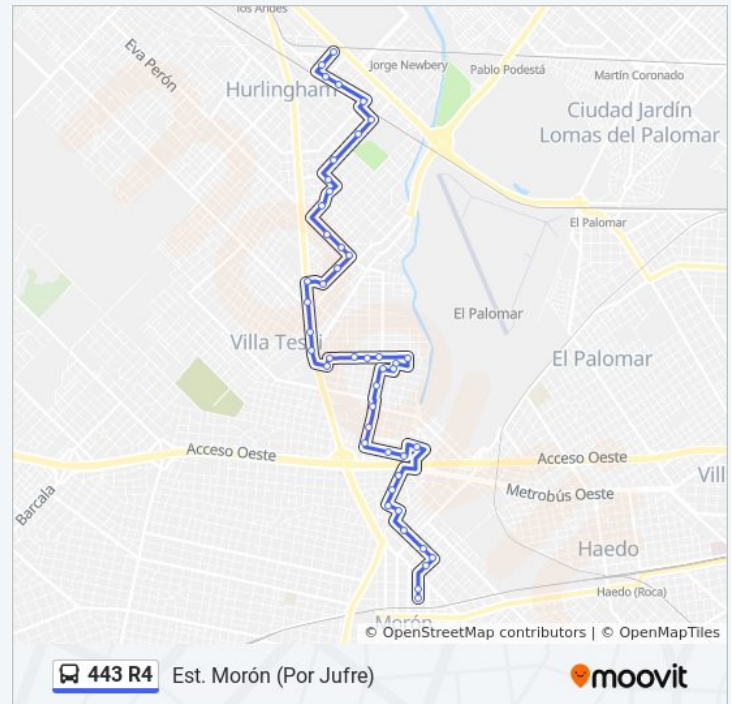 los Andes
Eva Perón
Jorge Newbery
Pablo Podestá
Martín Coronado
Hurlingham
Ciudad Jardín
Lomas del Palomar
El Palomar
El Palomar
Villa Tes
El Palomar
Acceso Oeste
Acceso Oeste
Vill
Metrobús Oeste
Barcala
Haedo
Haedo (Roca)
Morón
© OpenStreetMap contributors | © OpenMapTiles
443 R4
Est. Morón (Por Jufre)
moovit